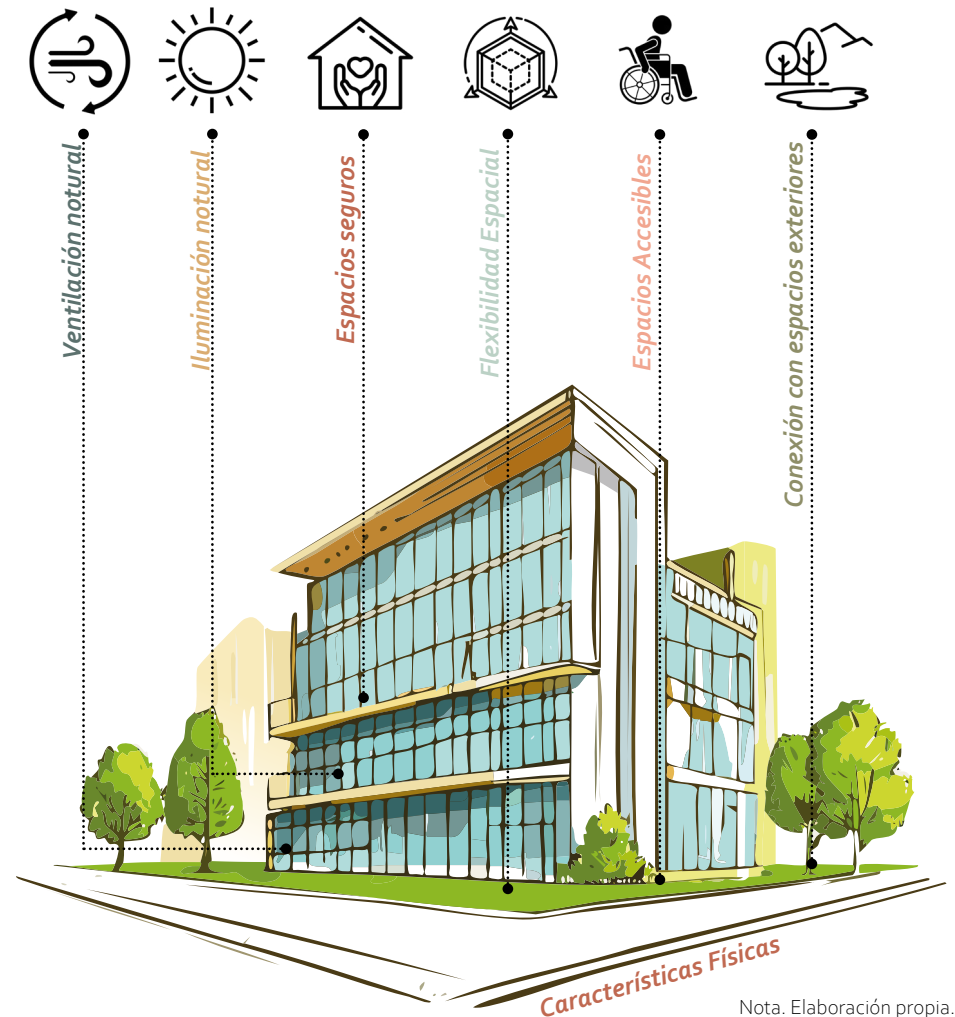 Ventilación notural
Iluminación notural
Espacios seguros
Flexibilidad Espacial
Espacios Accesibles
Conexión con espacios exteriores
Características Físicas
Nota. Elaboración propia.